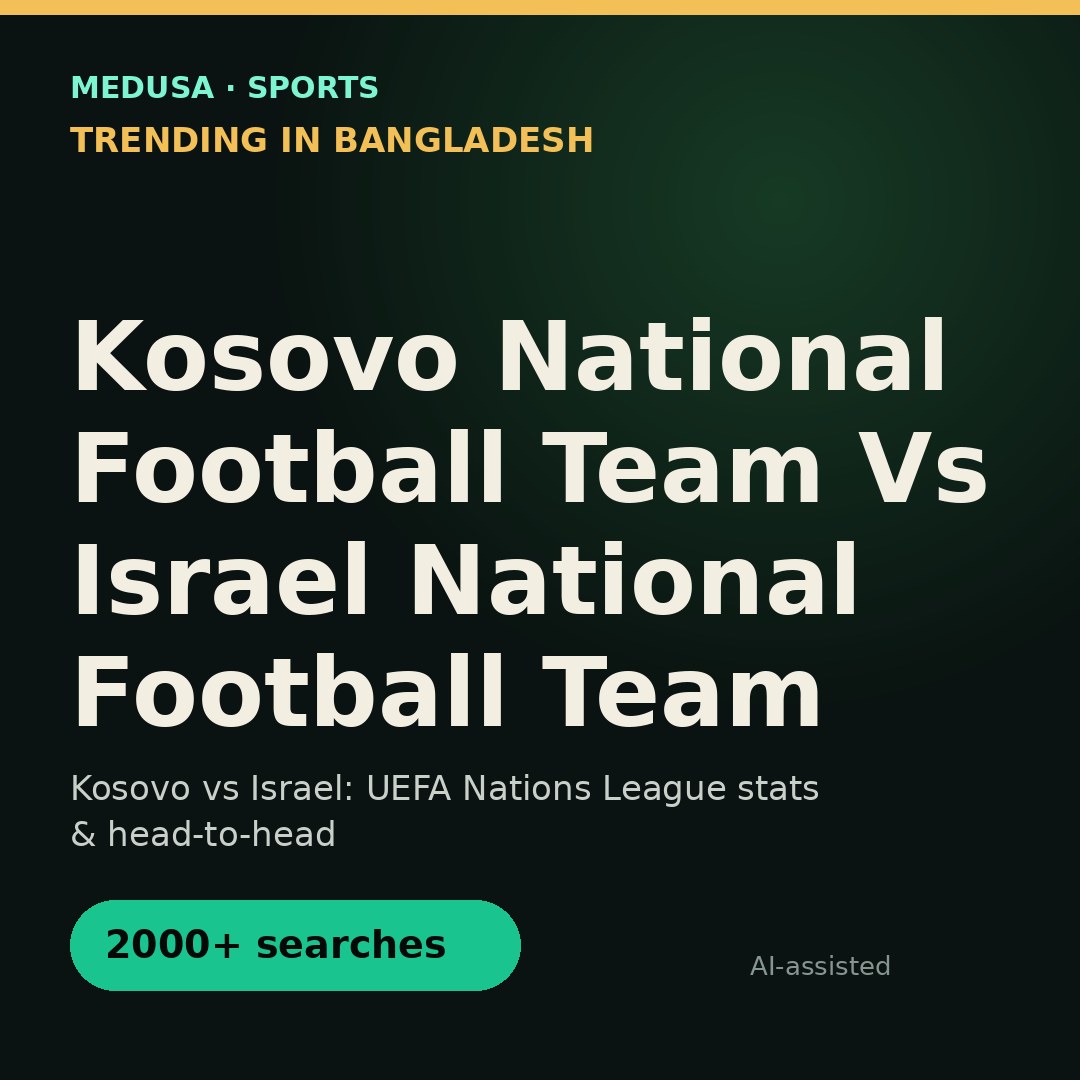 MEDUSA · SPORTS
TRENDING IN BANGLADESH
Kosovo National
Football Team Vs
Israel National
Football Team
Kosovo vs Israel: UEFA Nations League stats
& head-to-head
2000+ searches
AI-assisted